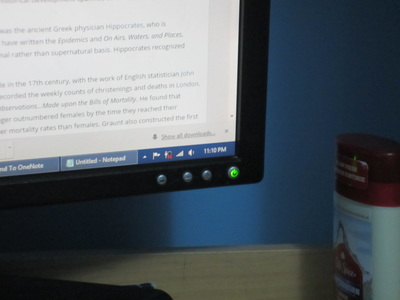 was the ancient Greek physician Hippocrates, who is
have written the Epidemics and On Airs, Waters, and Places.
nal rather than supernatural basis. Hippocrates recognized
le in the 17th-century, with the work of English statistician John
recorded the weekly counts of christenings and deaths in London,
Observations...Made upon the Bills of Mortality. He found that
ger outnumbered females by the time they reached their
er mortality rates than females. Graunt also constructed the first
Show all downloads...
nd To OneNote
Untitled - Notepad
11:10 PM